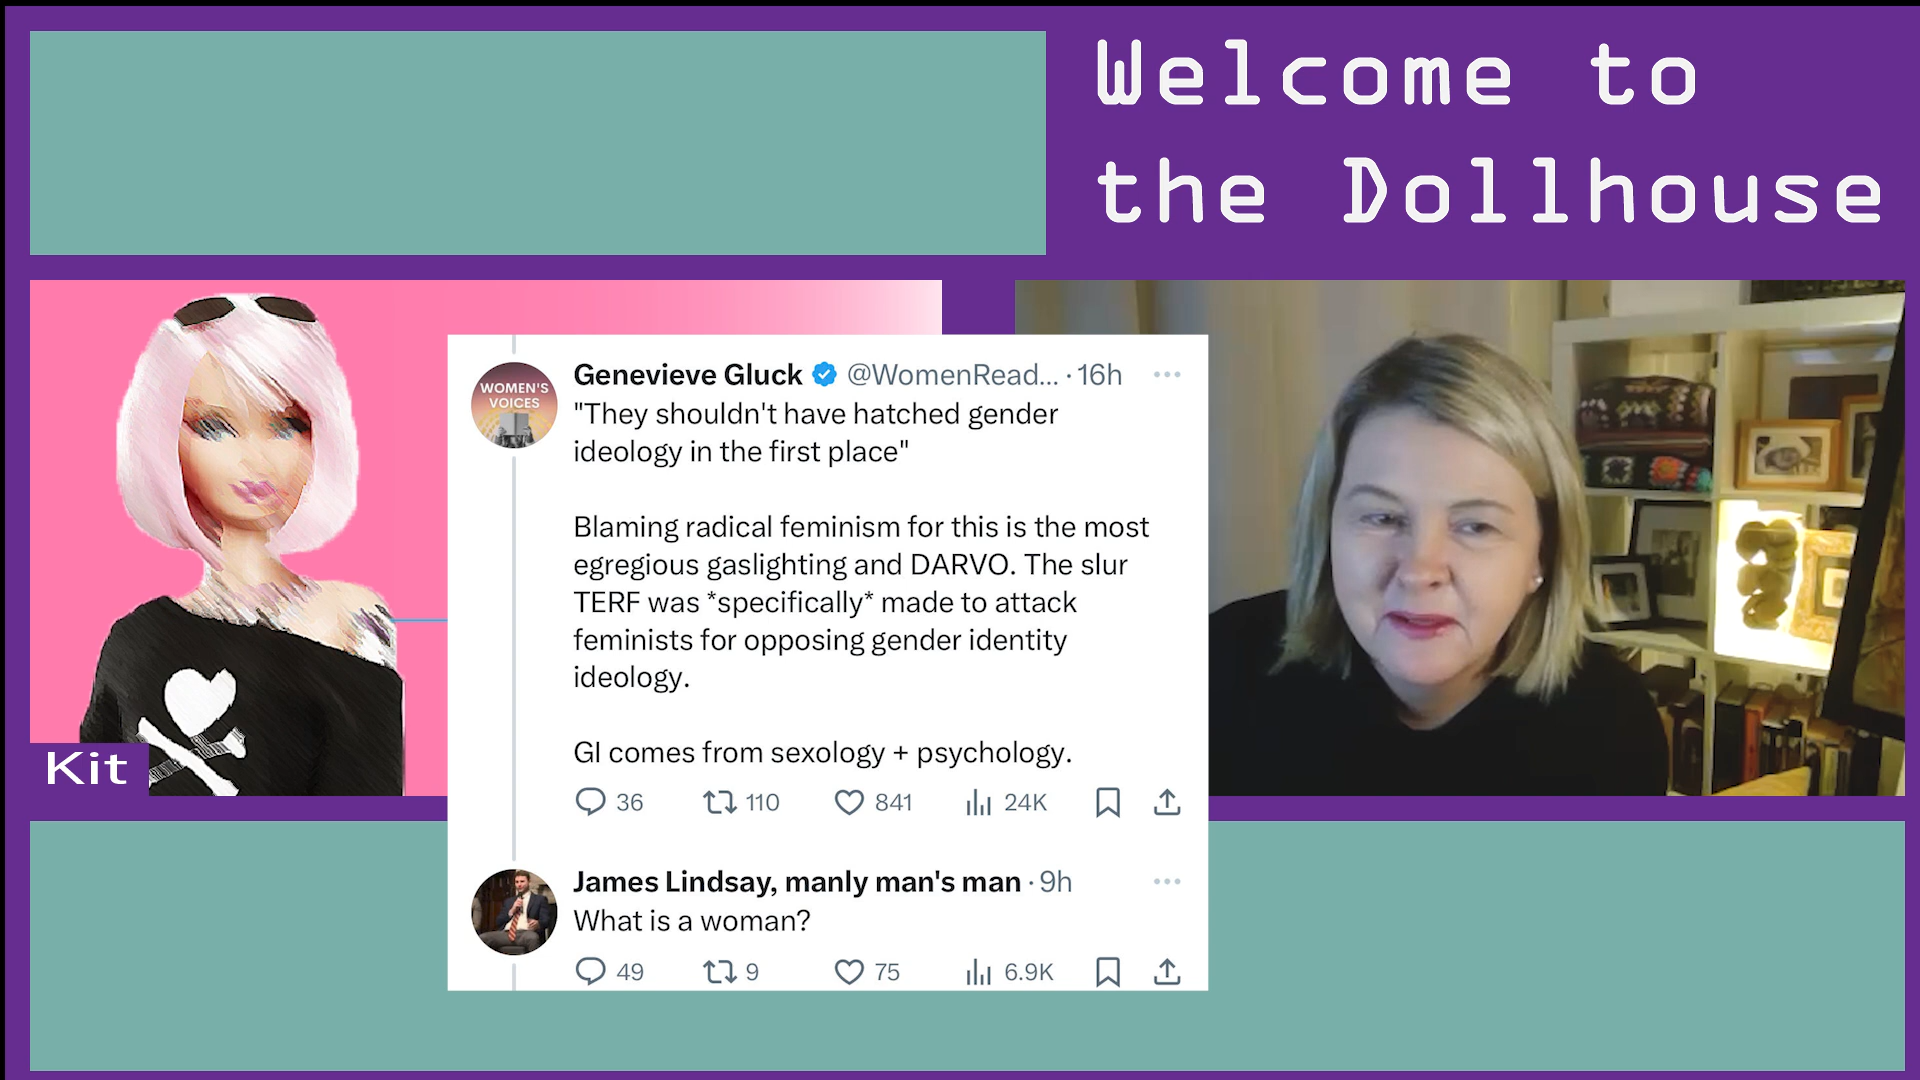 Welcome to
the Dollhouse
Genevieve Gluck @WomenRead... · 16h
WOMEN'S
VOICES
"They shouldn't have hatched gender
ideology in the first place"
Blaming radical feminism for this is the most
egregious gaslighting and DARVO. The slur
TERF was *specifically* made to attack
feminists for opposing gender identity
ideology.
GI comes from sexology + psychology.
36 110 841 24K
James Lindsay, manly man's man · 9h
What is a woman?
49 9 75 6.9K
Kit